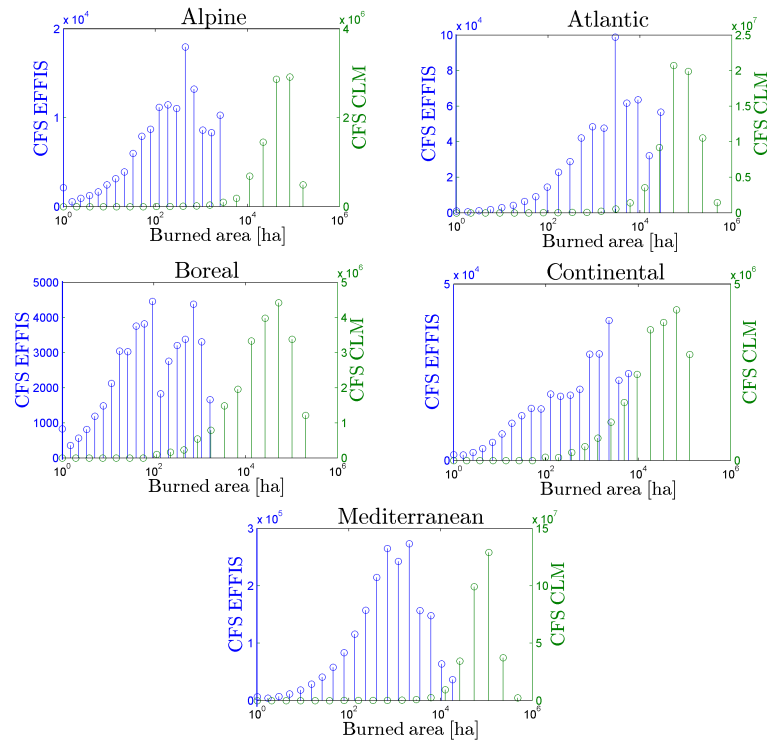 Alpine
x 10^4
x 10^6
CFS EFFIS
2
1
0
CFS CLM
4
2
0
10^0
10^2
10^4
10^6
Burned area [ha]
Atlantic
x 10^4
x 10^7
CFS EFFIS
10
8
6
4
2
0
CFS CLM
2.5
2
1.5
1
0.5
0
10^0
10^2
10^4
10^6
Burned area [ha]
Boreal
x 10^6
CFS EFFIS
5000
4000
3000
2000
1000
0
CFS CLM
5
4
3
2
1
0
10^0
10^2
10^4
10^6
Burned area [ha]
Continental
x 10^4
x 10^6
CFS EFFIS
5
0
CFS CLM
5
0
10^0
10^2
10^4
10^6
Burned area [ha]
Mediterranean
x 10^5
x 10^7
CFS EFFIS
3
2
1
0
CFS CLM
15
10
5
0
10^0
10^2
10^4
10^6
Burned area [ha]